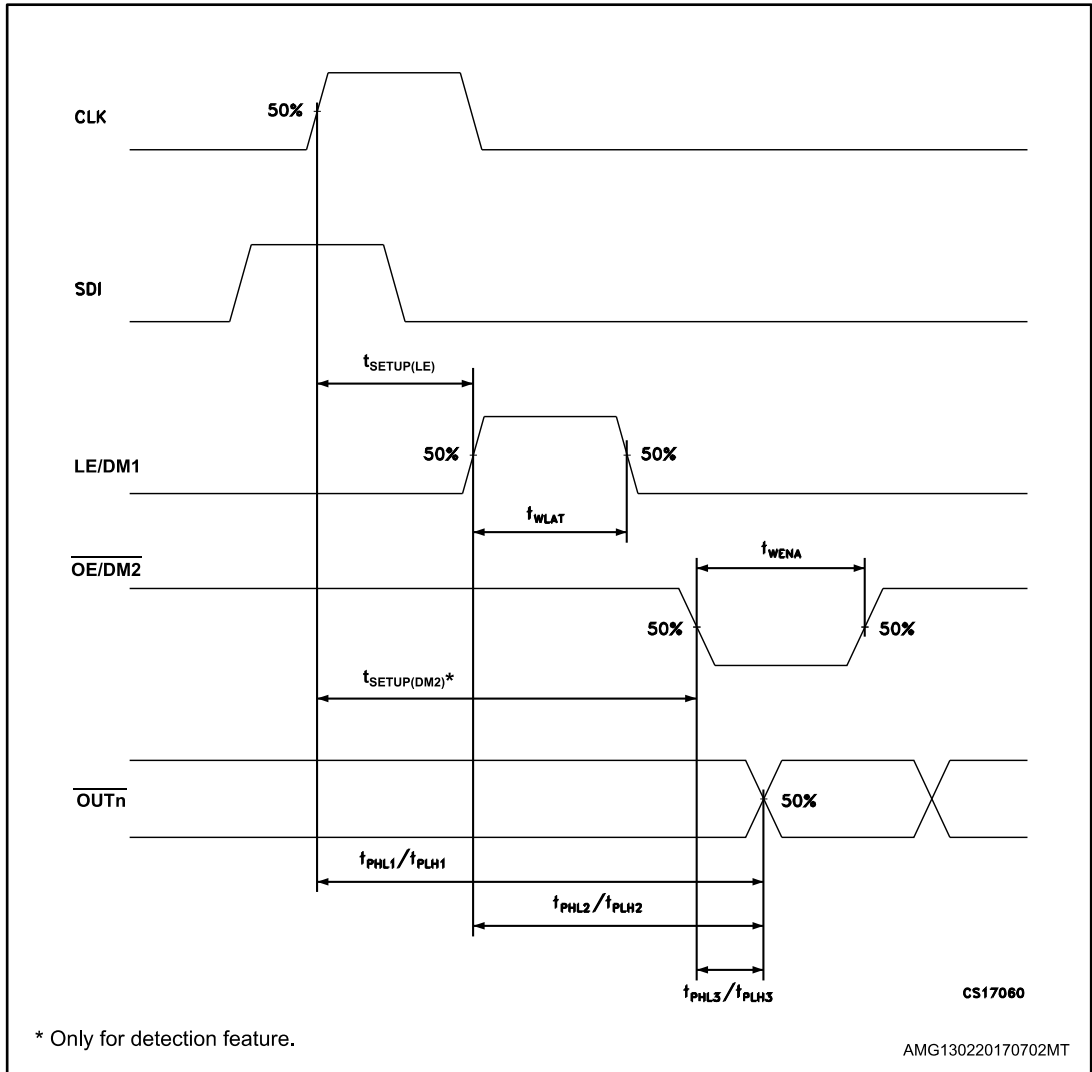 50%
CLK
SDI
tSETUP(LE)
50%
50%
LE/DM1
tWLAT
tWENA
OE/DM2
50%
50%
tSETUP(DM2)*
OUTn
50%
tPHL1/tPLH1
tPHL2/tPLH2
tPHL3/tPLH3
CS17060
* Only for detection feature.
AMG130220170702MT